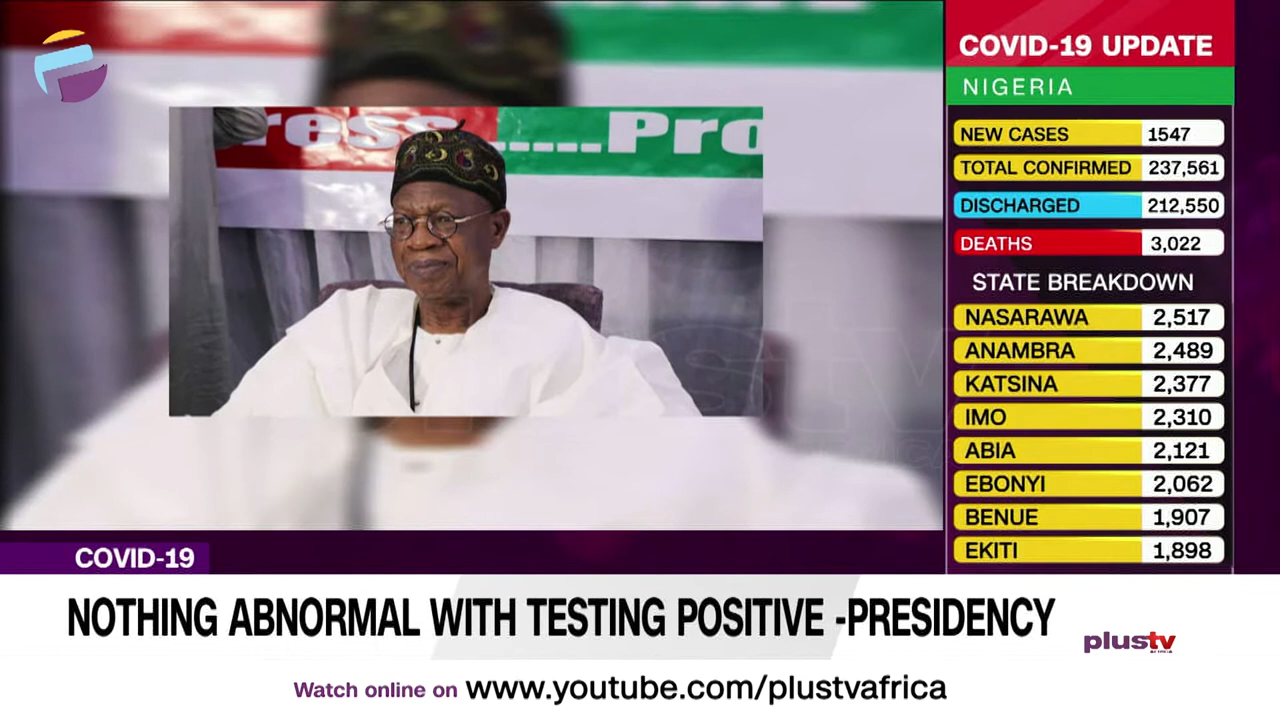 ress.......Pro
COVID-19 UPDATE
NIGERIA
NEW CASES 1547
TOTAL CONFIRMED 237,561
DISCHARGED 212,550
DEATHS 3,022
STATE BREAKDOWN
NASARAWA 2,517
ANAMBRA 2,489
KATSINA 2,377
IMO 2,310
ABIA 2,121
EBONYI 2,062
BENUE 1,907
EKITI 1,898
COVID-19
NOTHING ABNORMAL WITH TESTING POSITIVE -PRESIDENCY
plustv
Watch online on www.youtube.com/plustvafrica